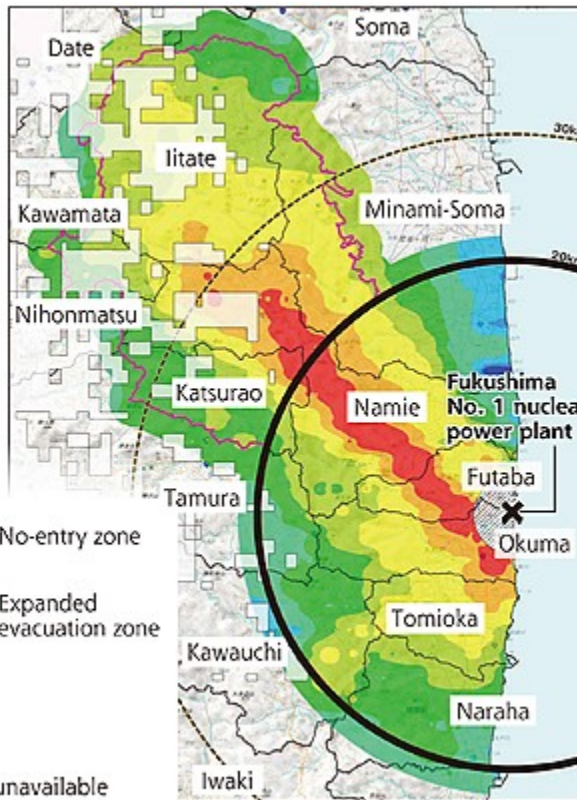 Soma
Date
30k
Iitate
Kawamata
Minami-Soma
20k
Nihonmatsu
Fukushima
No. 1 nuclea
power plant
Katsurao
Namie
Futaba
Tamura
No-entry zone
Okuma
Expanded
evacuation zone
Tomioka
Kawauchi
Naraha
Iwaki
unavailable